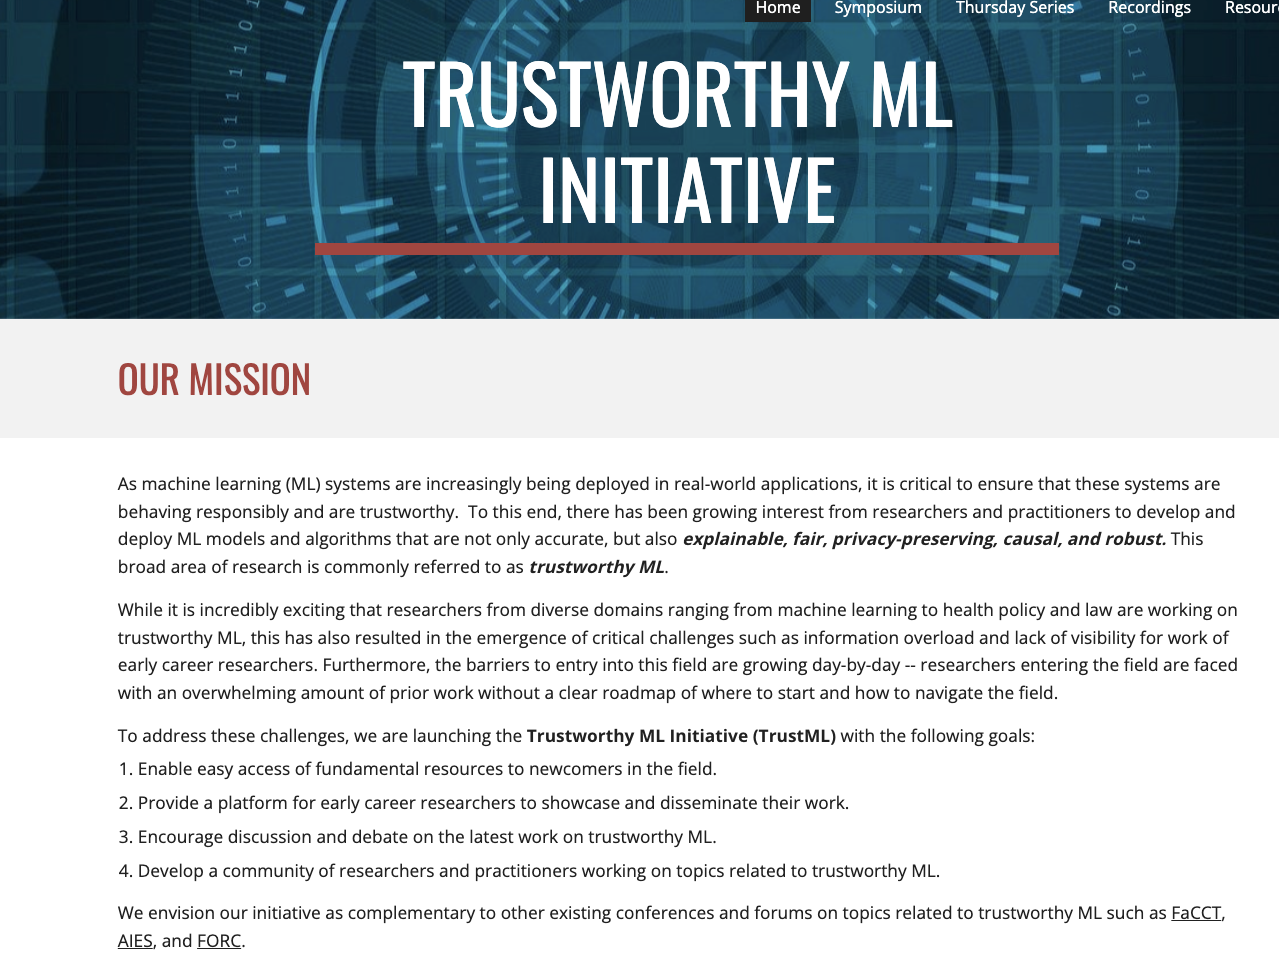 Home Symposium Thursday Series Recordings
TRUSTWORTHY ML
INITIATIVE
OUR MISSION
As machine learning (ML) systems are increasingly being deployed in real-world applications, it is critical to ensure that these systems are
behaving responsibly and are trustworthy.  To this end, there has been growing interest from researchers and practitioners to develop and
deploy ML models and algorithms that are not only accurate, but also explainable, fair, privacy-preserving, causal, and robust. This
broad area of research is commonly referred to as trustworthy ML.
While it is incredibly exciting that researchers from diverse domains ranging from machine learning to health policy and law are working on
trustworthy ML, this has also resulted in the emergence of critical challenges such as information overload and lack of visibility for work of
early career researchers. Furthermore, the barriers to entry into this field are growing day-by-day -- researchers entering the field are faced
with an overwhelming amount of prior work without a clear roadmap of where to start and how to navigate the field.
To address these challenges, we are launching the Trustworthy ML Initiative (TrustML) with the following goals:
1. Enable easy access of fundamental resources to newcomers in the field.
2. Provide a platform for early career researchers to showcase and disseminate their work.
3. Encourage discussion and debate on the latest work on trustworthy ML.
4. Develop a community of researchers and practitioners working on topics related to trustworthy ML.
We envision our initiative as complementary to other existing conferences and forums on topics related to trustworthy ML such as FaCCT,
AIES, and FORC.